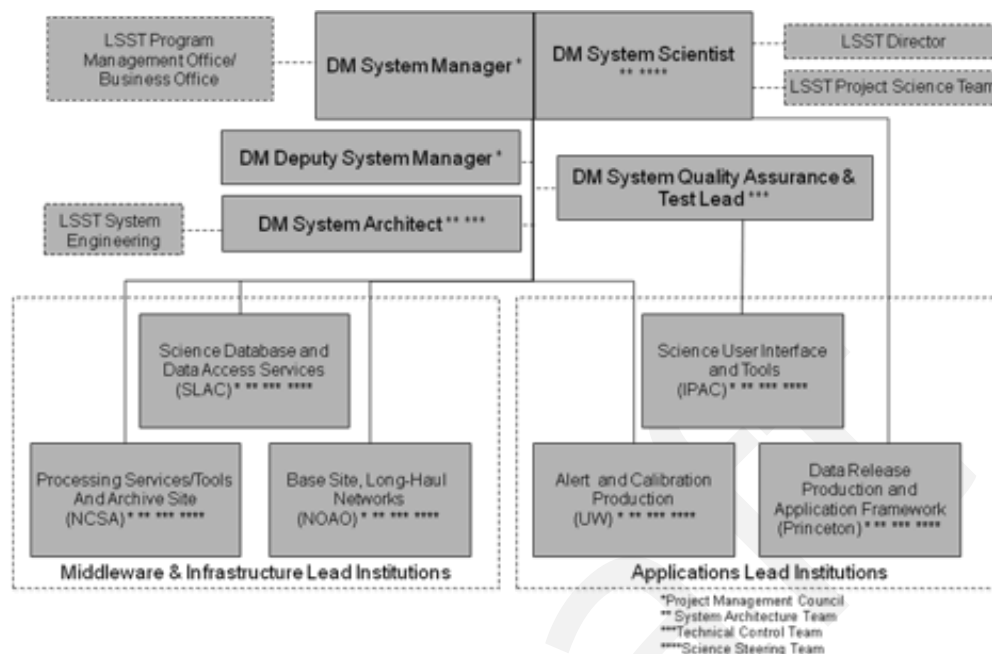 LSST Program
Management Office/
Business Office
DM System Manager *
DM System Scientist
** ****
LSST Director
LSST Project Science Team
DM Deputy System Manager *
DM System Quality Assurance &
Test Lead ***
LSST System
Engineering
DM System Architect ** ***
Science Database and
Data Access Services
(SLAC) * ** *** ****
Science User Interface
and Tools
(IPAC) * ** *** ****
Processing Services/Tools
And Archive Site
(NCSA) * ** *** ****
Base Site, Long-Haul
Networks
(NOAO) * ** *** ****
Alert and Calibration
Production
(UW) * ** *** ****
Data Release
Production and
Application Framework
(Princeton) * ** *** ****
Middleware & Infrastructure Lead Institutions
Applications Lead Institutions
*Project Management Council
** System Architecture Team
***Technical Control Team
****Science Steering Team